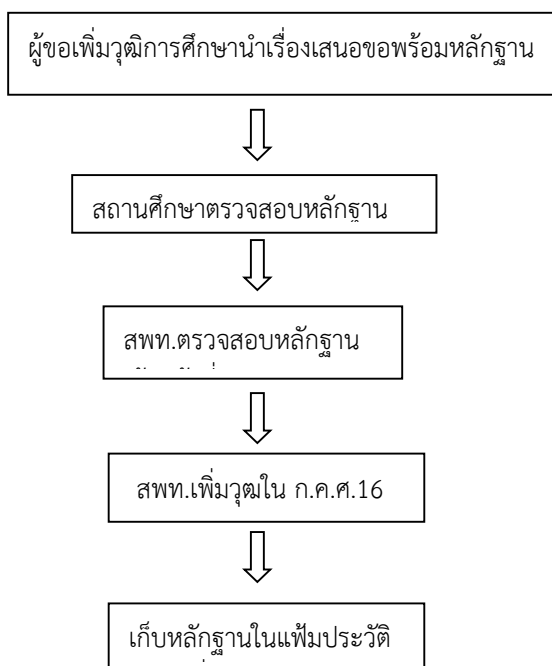 ผู้ขอเพิ่มวุฒิการศึกษานำเรื่องเสนอขอพร้อมหลักฐาน
สถานศึกษาตรวจสอบหลักฐาน
สพท.ตรวจสอบหลักฐาน
สพท.เพิ่มวุฒใน ก.ค.ศ.16
เก็บหลักฐานในแฟ้มประวัติ